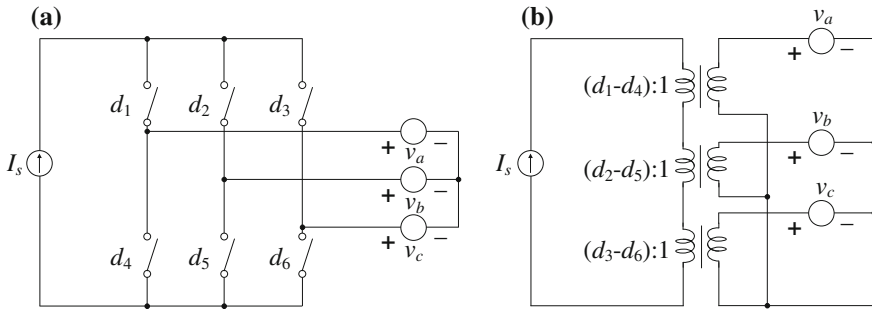 (a)
d1 d2 d3
Is
+ va −
+ vb −
+ vc −
d4 d5 d6
(b)
va
+ −
(d1-d4):1
vb
+ −
Is
(d2-d5):1
vc
+ −
(d3-d6):1